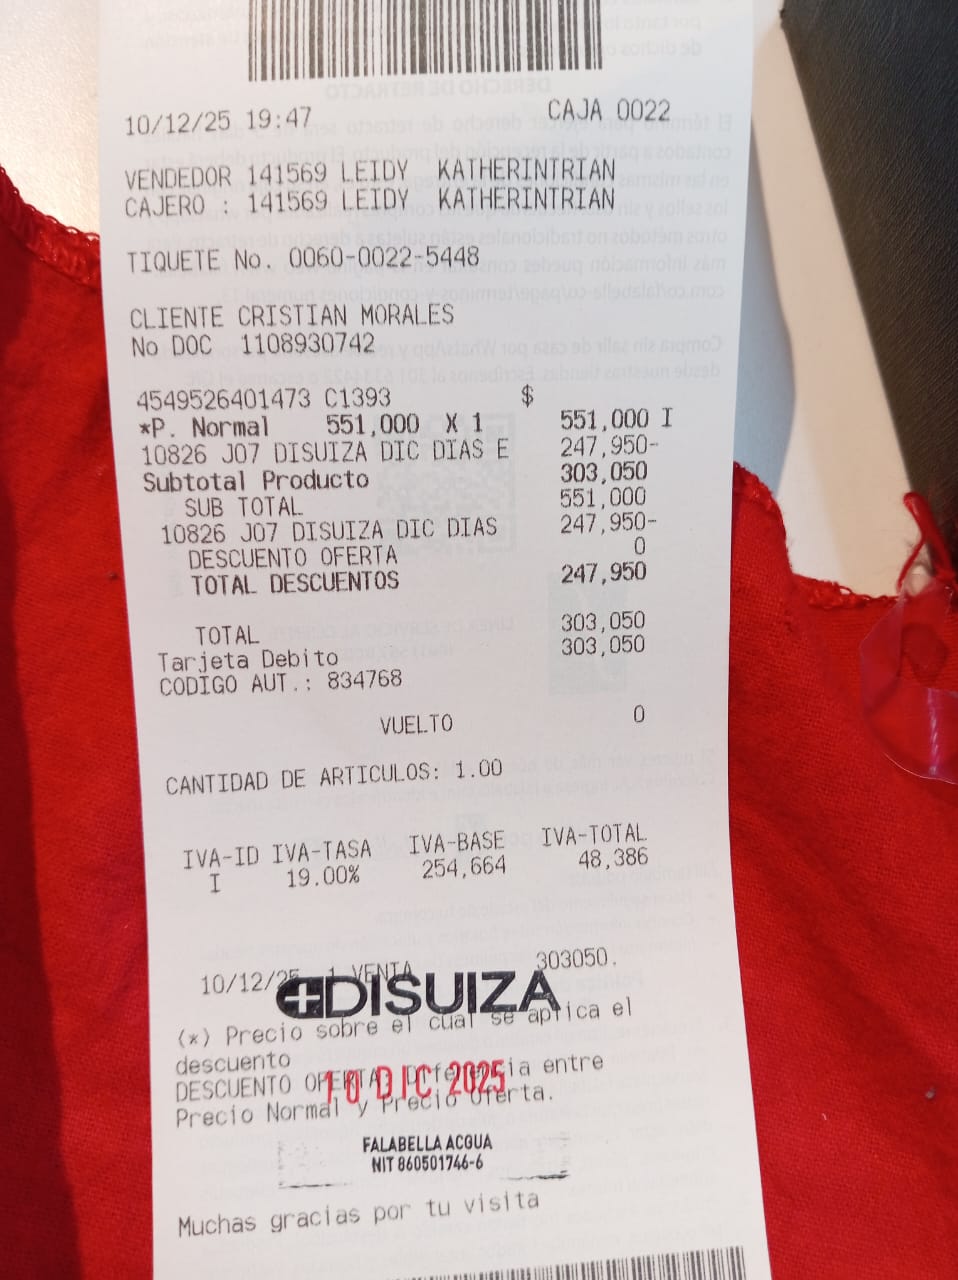 10/12/25 19:47 CAJA 0022
VENDEDOR 141569 LEIDY KATHERINTRIAN
CAJERO : 141569 LEIDY KATHERINTRIAN
TIQUETE No. 0060-0022-5448
CLIENTE CRISTIAN MORALES
No DOC 1108930742
4549526401473 C1393 $
*P. Normal 551,000 X 1 551,000 I
10826 J07 DISUIZA DIC DIAS E 247,950-
Subtotal Producto 303,050
SUB TOTAL 551,000
10826 J07 DISUIZA DIC DIAS 247,950-
DESCUENTO OFERTA 0
TOTAL DESCUENTOS 247,950
TOTAL 303,050
Tarjeta Debito 303,050
CODIGO AUT.: 834768
VUELTO 0
CANTIDAD DE ARTICULOS: 1.00
IVA-ID IVA-TASA IVA-BASE IVA-TOTAL
I 19.00% 254,664 48,386
10/12/25 1 VENTA 303050.
DISUIZA
(*) Precio sobre el cual se aplica el
descuento
DESCUENTO OFERTA: Diferencia entre
10 DIC 2025
Precio Normal y Precio Oferta.
FALABELLA ACQUA
NIT 860501746-6
Muchas gracias por tu visita